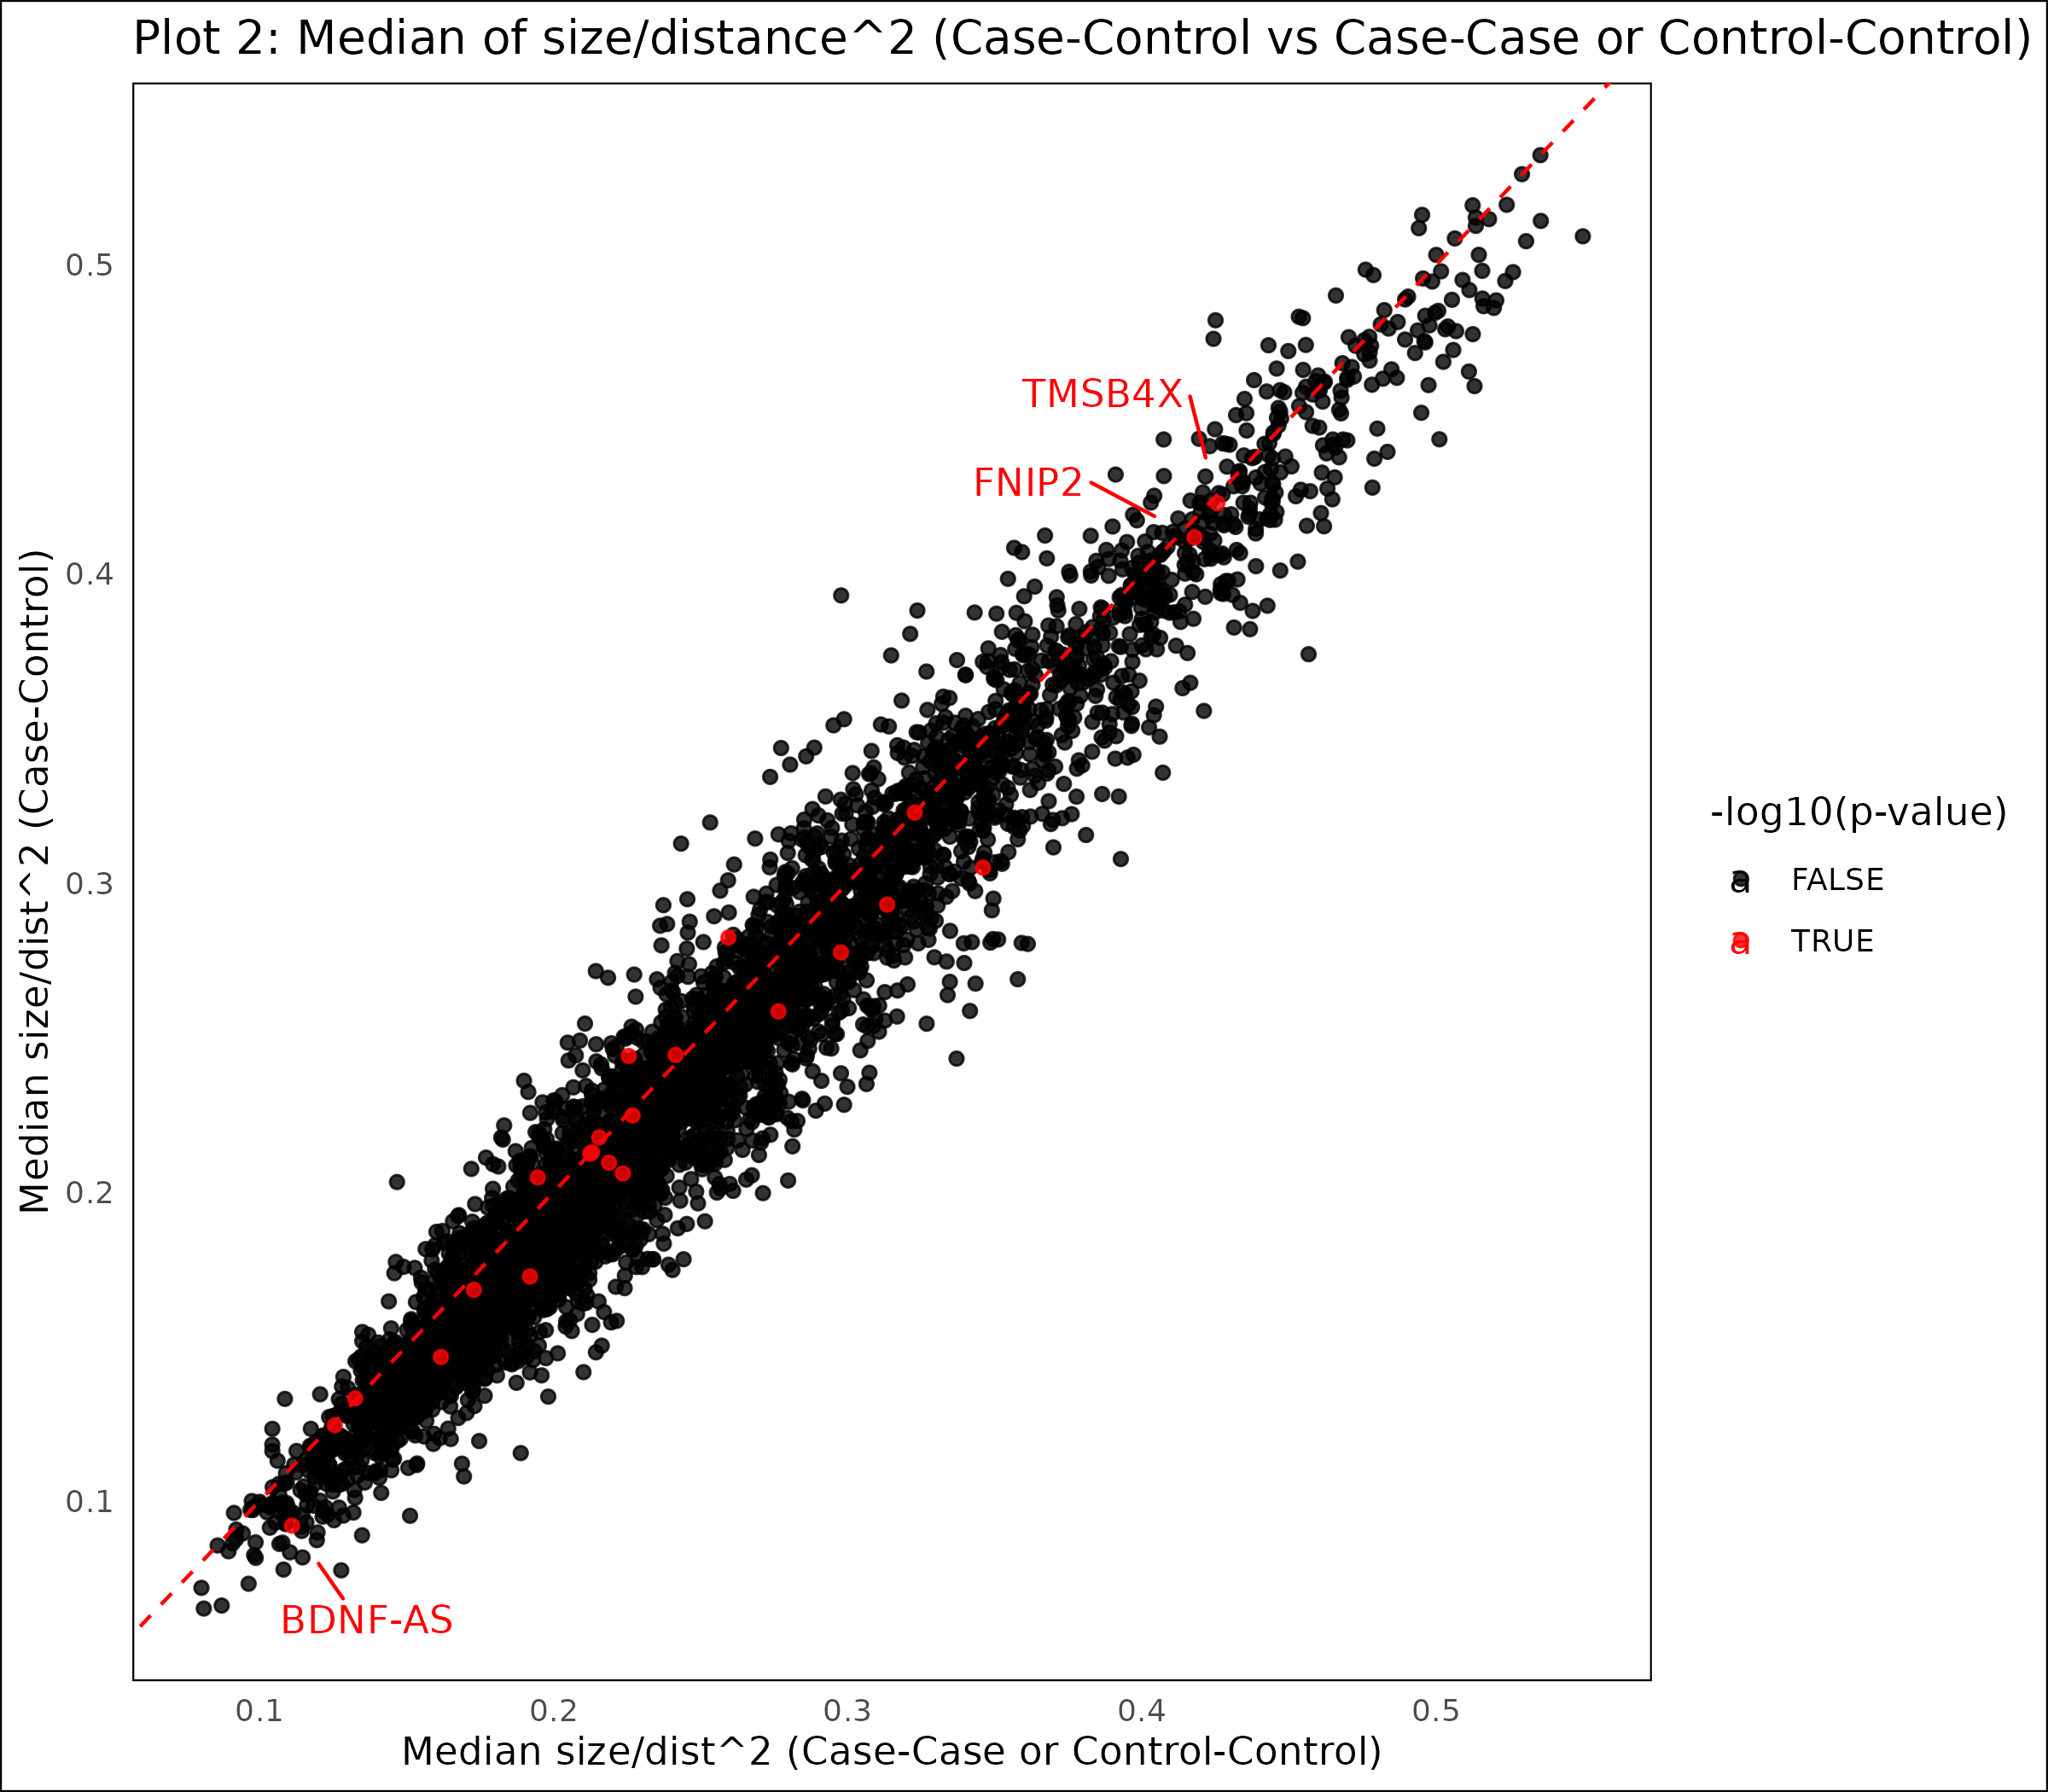 Plot 2: Median of size/distance^2 (Case-Control vs Case-Case or Control-Control)
Median size/dist^2 (Case-Control)
0.5
0.4
0.3
0.2
0.1
TMSB4X
FNIP2
BDNF-AS
0.1 0.2 0.3 0.4 0.5
Median size/dist^2 (Case-Case or Control-Control)
-log10(p-value)
a FALSE
a TRUE